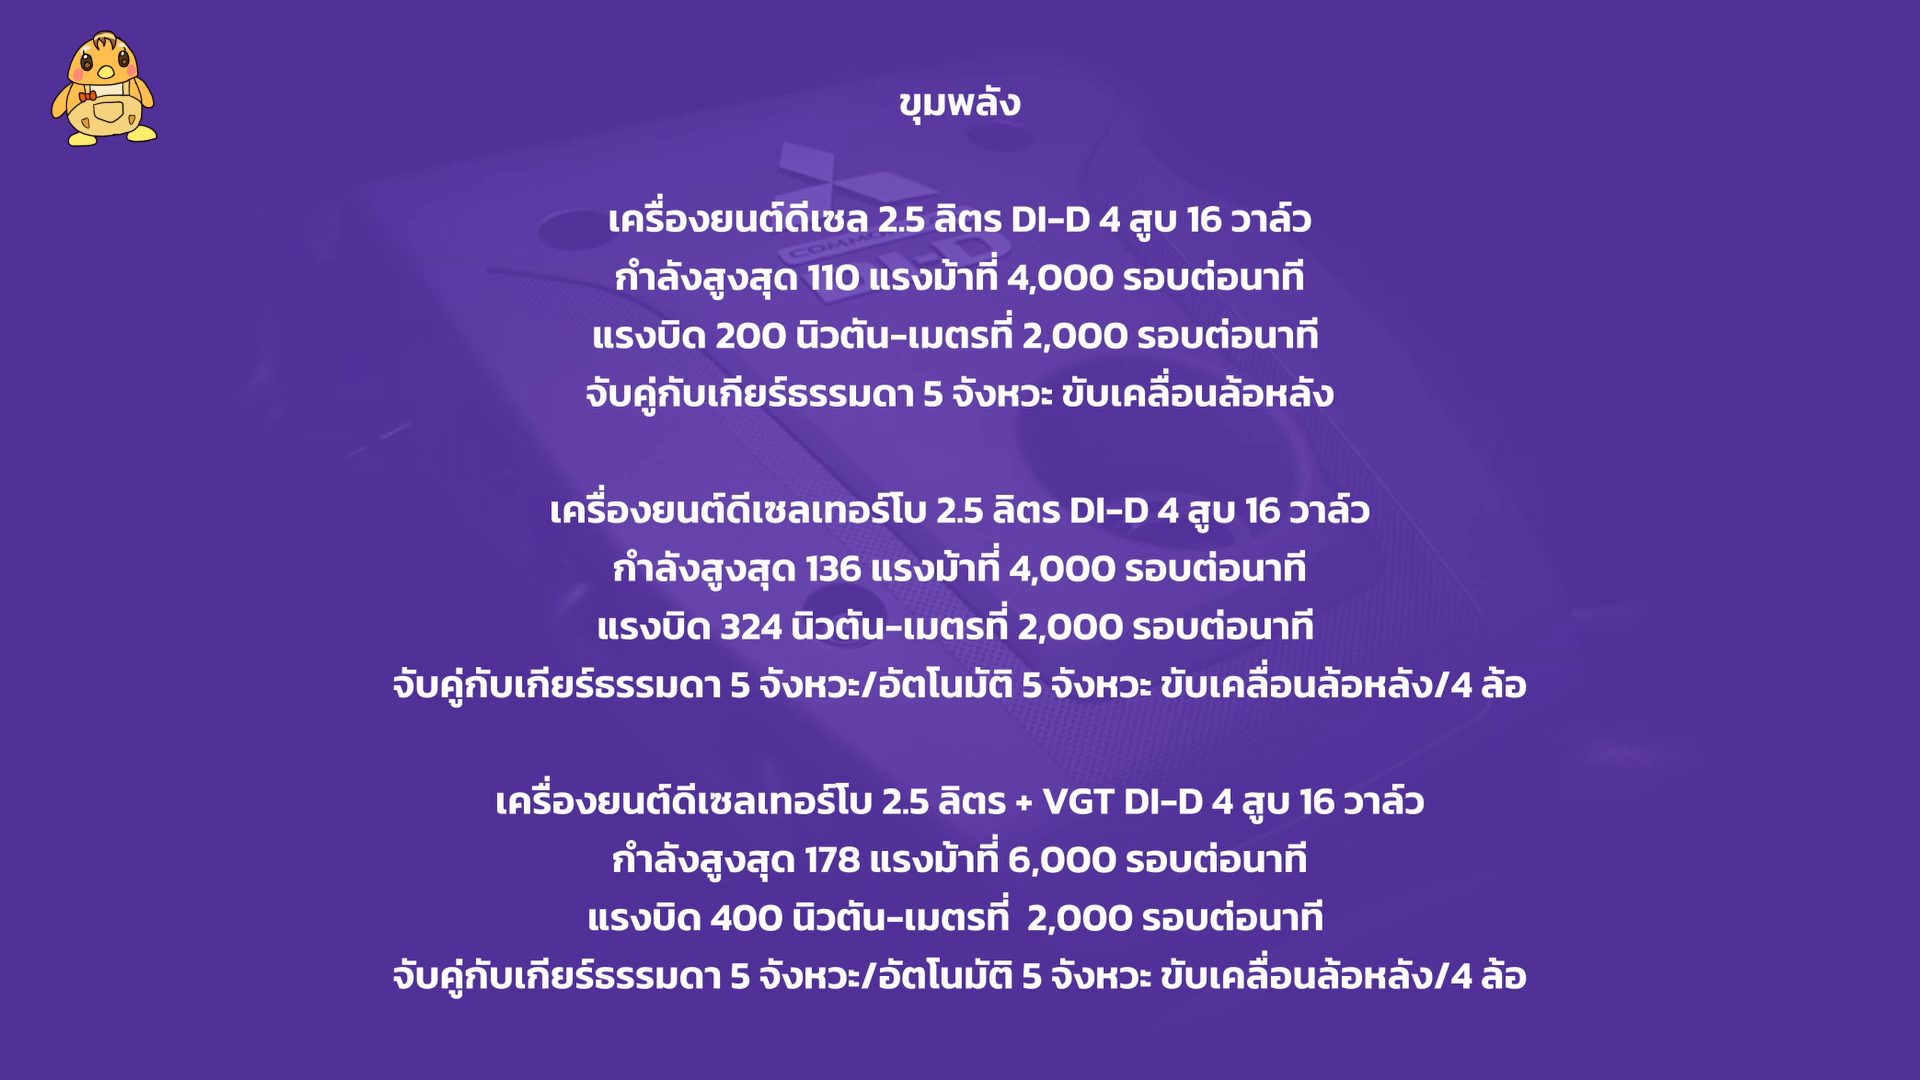 ขุมพลัง
เครื่องยนต์ดีเซล 2.5 ลิตร DI-D 4 สูบ 16 วาล์ว
กำลังสูงสุด 110 แรงม้าที่ 4,000 รอบต่อนาที
แรงบิด 200 นิวตัน-เมตรที่ 2,000 รอบต่อนาที
จับคู่กับเกียร์ธรรมดา 5 จังหวะ ขับเคลื่อนล้อหลัง
เครื่องยนต์ดีเซลเทอร์โบ 2.5 ลิตร DI-D 4 สูบ 16 วาล์ว
กำลังสูงสุด 136 แรงม้าที่ 4,000 รอบต่อนาที
แรงบิด 324 นิวตัน-เมตรที่ 2,000 รอบต่อนาที
จับคู่กับเกียร์ธรรมดา 5 จังหวะ/อัตโนมัติ 5 จังหวะ ขับเคลื่อนล้อหลัง/4 ล้อ
เครื่องยนต์ดีเซลเทอร์โบ 2.5 ลิตร + VGT DI-D 4 สูบ 16 วาล์ว
กำลังสูงสุด 178 แรงม้าที่ 6,000 รอบต่อนาที
แรงบิด 400 นิวตัน-เมตรที่ 2,000 รอบต่อนาที
จับคู่กับเกียร์ธรรมดา 5 จังหวะ/อัตโนมัติ 5 จังหวะ ขับเคลื่อนล้อหลัง/4 ล้อ